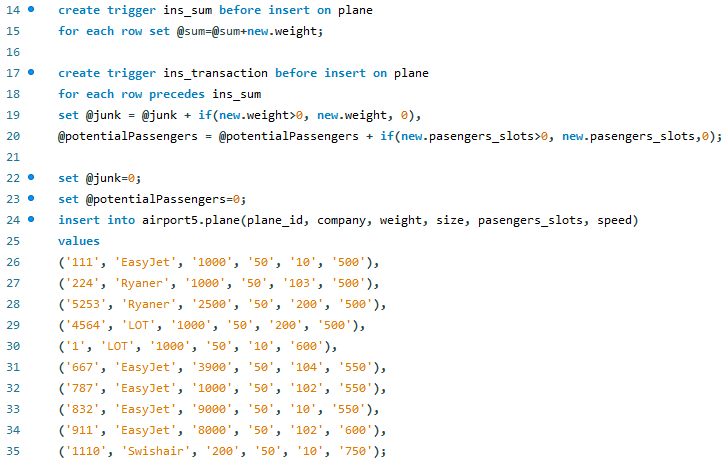 14 create trigger ins_sum before insert on plane
15 for each row set @sum=@sum+new.weight;
16
17 create trigger ins_transaction before insert on plane
18 for each row precedes ins_sum
19 set @junk = @junk + if(new.weight>0, new.weight, 0),
20 @potentialPassengers = @potentialPassengers + if(new.pasengers_slots>0, new.pasengers_slots,0);
21
22 set @junk=0;
23 set @potentialPassengers=0;
24 insert into airport5.plane(plane_id, company, weight, size, pasengers_slots, speed)
25 values
26 ('111', 'EasyJet', '1000', '50', '10', '500'),
27 ('224', 'Ryaner', '1000', '50', '103', '500'),
28 ('5253', 'Ryaner', '2500', '50', '200', '500'),
29 ('4564', 'LOT', '1000', '50', '200', '500'),
30 ('1', 'LOT', '1000', '50', '10', '600'),
31 ('667', 'EasyJet', '3900', '50', '104', '550'),
32 ('787', 'EasyJet', '1000', '50', '102', '550'),
33 ('832', 'EasyJet', '9000', '50', '10', '550'),
34 ('911', 'EasyJet', '8000', '50', '102', '600'),
35 ('1110', 'Swishair', '200', '50', '10', '750');